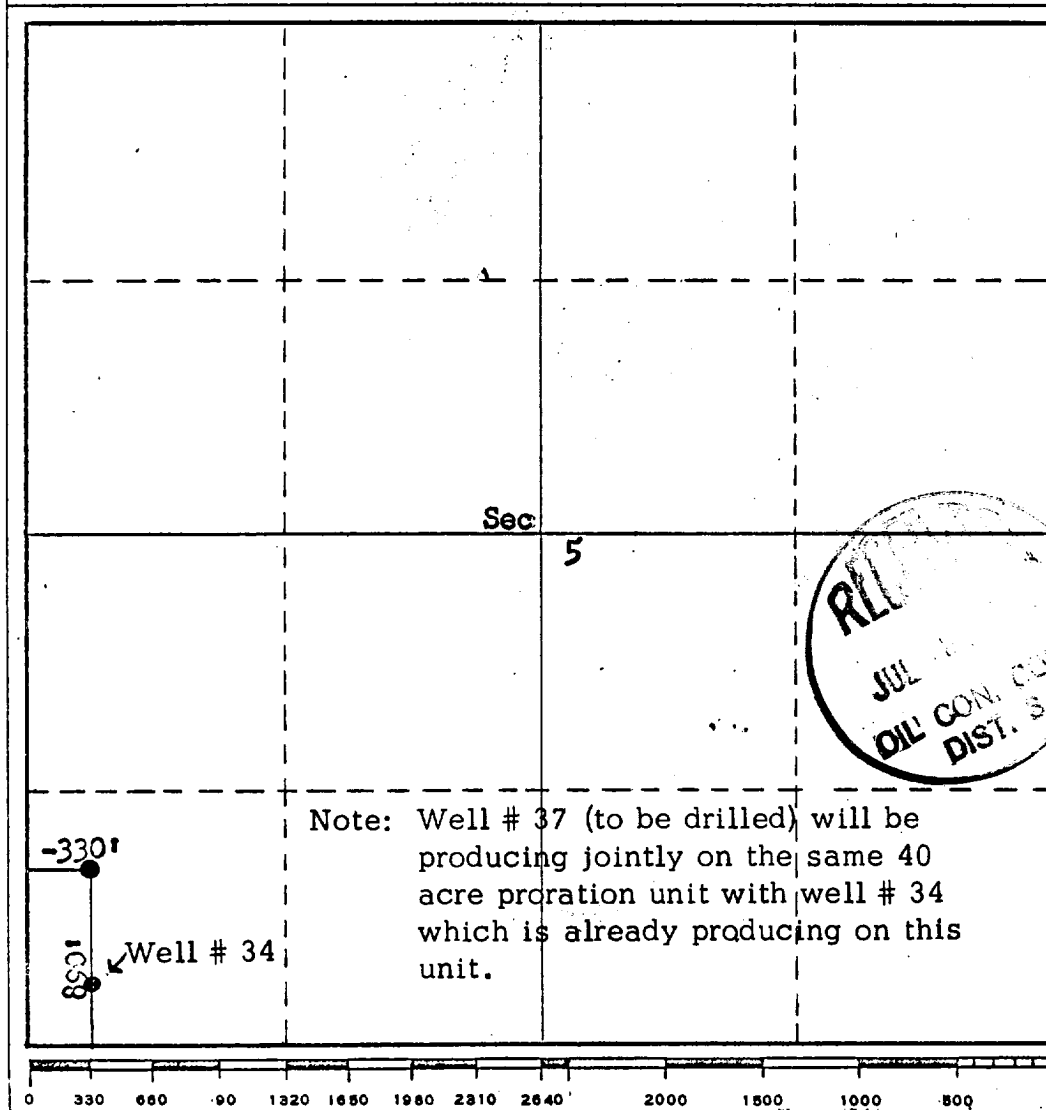 Sec
5
JUL
OIL CON.
DIST.
Note: Well # 37 (to be drilled) will be
producing jointly on the same 40
acre proration unit with well # 34
which is already producing on this
unit.
-330'
Well # 34
0 330 660 90 1320 1650 1980 2310 2640 2000 1500 1000 500